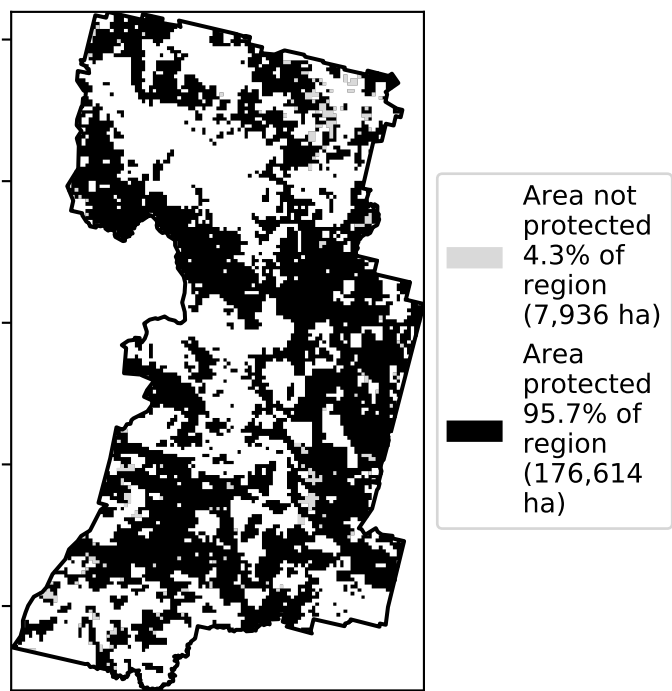 Area not
protected
4.3% of
region
(7,936 ha)
Area
protected
95.7% of
region
(176,614
ha)